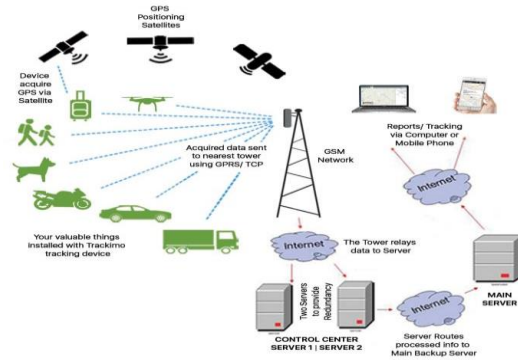 GPS
Positioning
Satellites
Device
acquire
GPS via
Satellite
Acquired data sent
to nearest tower
using GPRS/ TCP
GSM
Network
Reports/ Tracking
via Computer or
Mobile Phone
Internet
Your valuable things
installed with Trackimo
tracking device
Internet
The Tower relays
data to Server
Two Servers
to provide
Redundancy
MAIN
SERVER
Internet
CONTROL CENTER
SERVER 1 | SERVER 2
Server Routes
processed info to
Main Backup Server